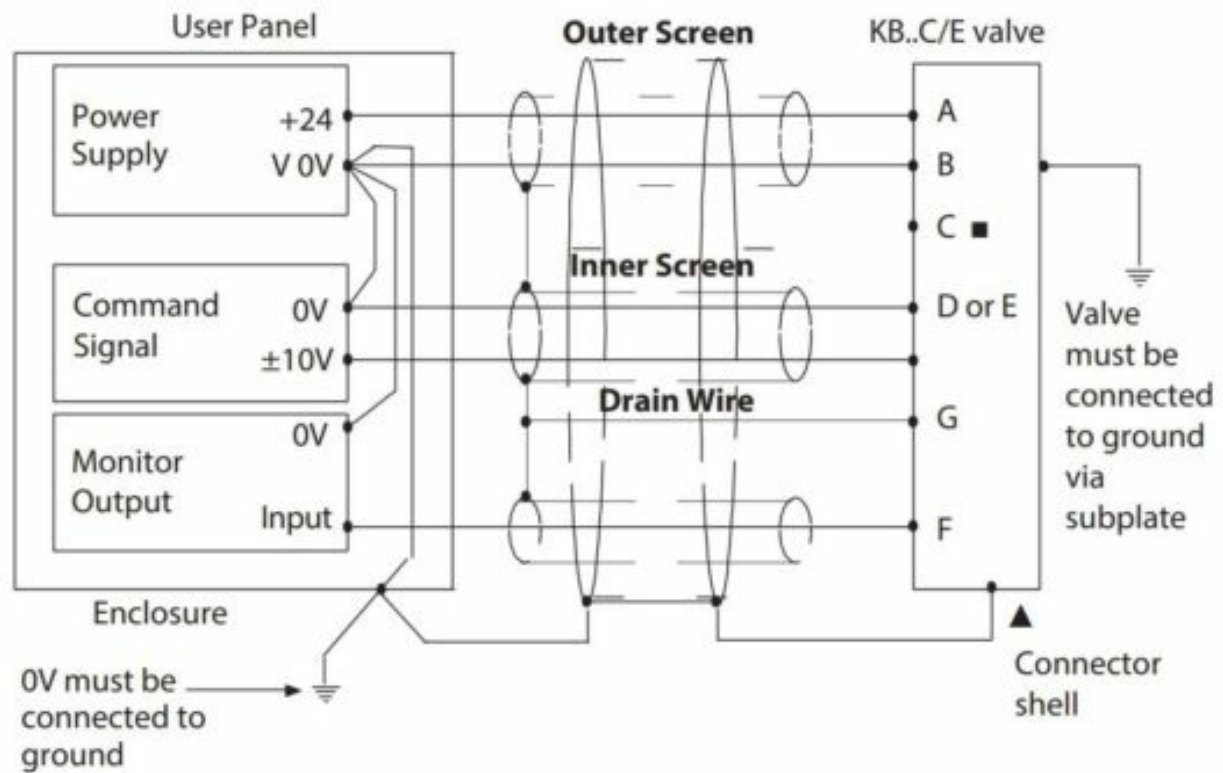 User Panel
Outer Screen
KB..C/E valve
Power
Supply
+24
V 0V
A
B
C ■
Inner Screen
Command
Signal
0V
±10V
D or E
Drain Wire
G
Monitor
Output
0V
Input
F
Valve
must be
connected
to ground
via
subplate
Enclosure
▲
Connector
shell
0V must be
connected to
ground